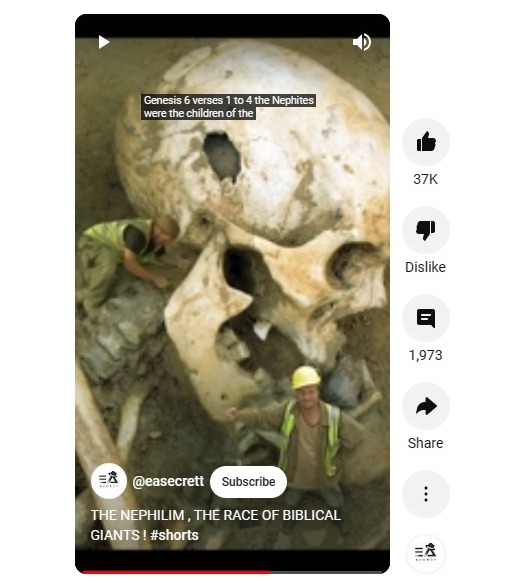 Genesis 6 verses 1 to 4 the Nephites
were the children of the
37K
Dislike
1,973
Share
@easecrett Subscribe
THE NEPHILIM , THE RACE OF BIBLICAL
GIANTS ! #shorts